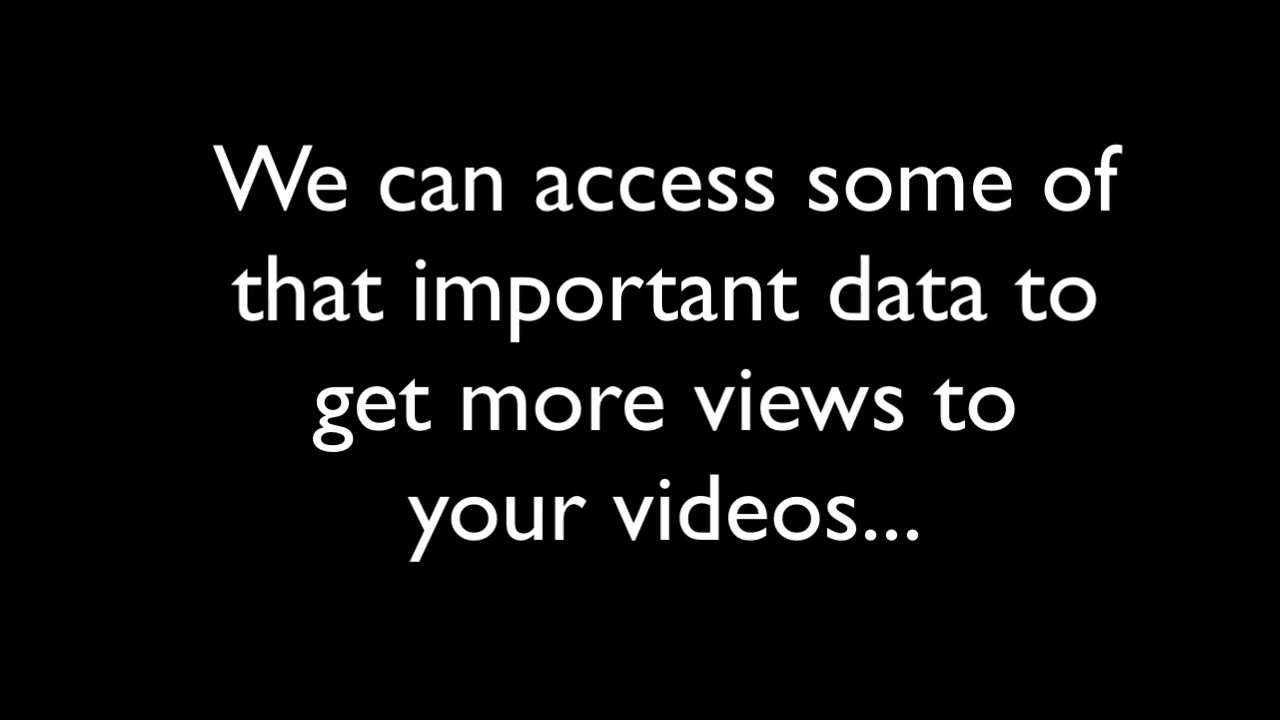 We can access some of
that important data to
get more views to
your videos...